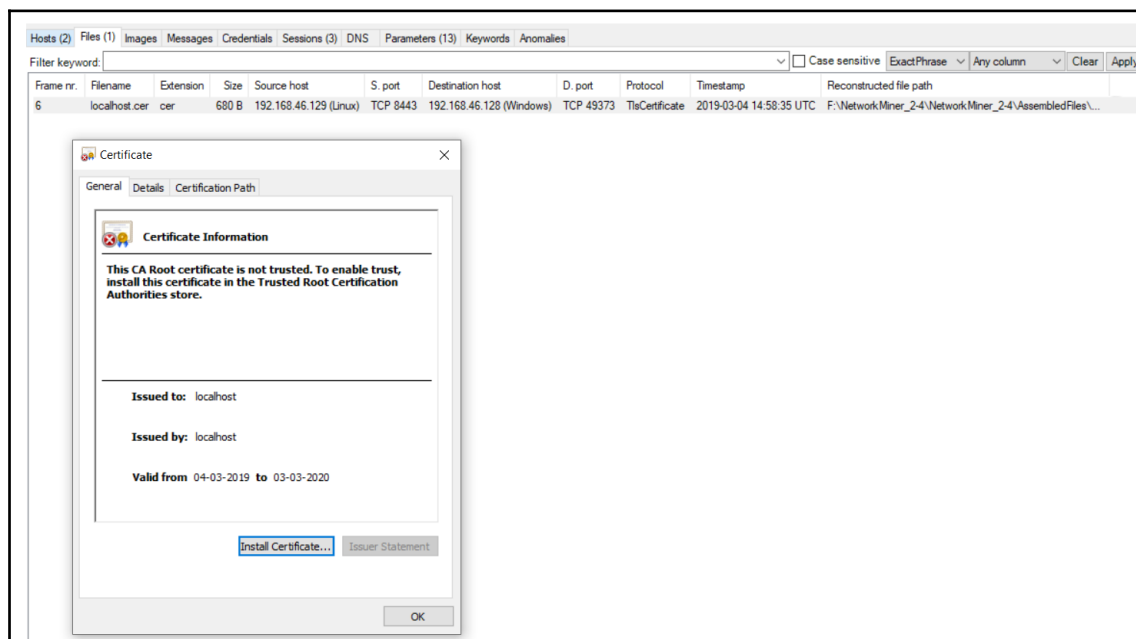 Hosts (2) Files (1) Images Messages Credentials Sessions (3) DNS Parameters (13) Keywords Anomalies
Filter keyword: Case sensitive ExactPhrase Any column Clear Apply
Frame nr. Filename Extension Size Source host S. port Destination host D. port Protocol Timestamp Reconstructed file path
6 localhost.cer cer 680 B 192.168.46.129 (Linux) TCP 8443 192.168.46.128 (Windows) TCP 49373 TlsCertificate 2019-03-04 14:58:35 UTC F:\NetworkMiner_2-4\NetworkMiner_2-4\AssembledFiles\...
Certificate
General Details Certification Path
Certificate Information
This CA Root certificate is not trusted. To enable trust,
install this certificate in the Trusted Root Certification
Authorities store.
Issued to: localhost
Issued by: localhost
Valid from 04-03-2019 to 03-03-2020
Install Certificate... Issuer Statement
OK